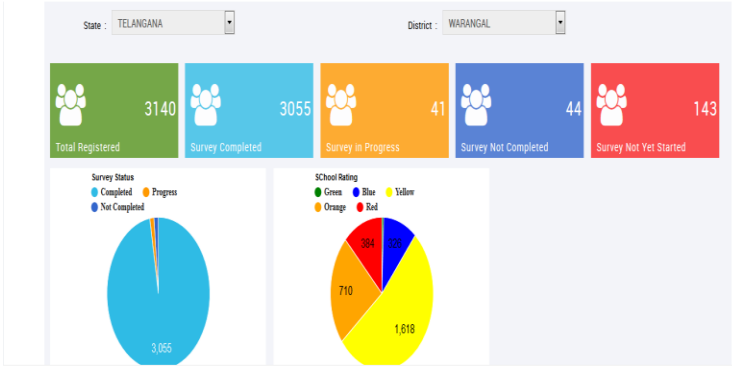 State : TELANGANA District : WARANGAL
3140 3055 41 44 143
Total Registered Survey Completed Survey in Progress Survey Not Completed Survey Not Yet Started
Survey Status
Completed Progress
Not Completed
3,055
SChool Rating
Green Blue Yellow
Orange Red
384
710
1,618